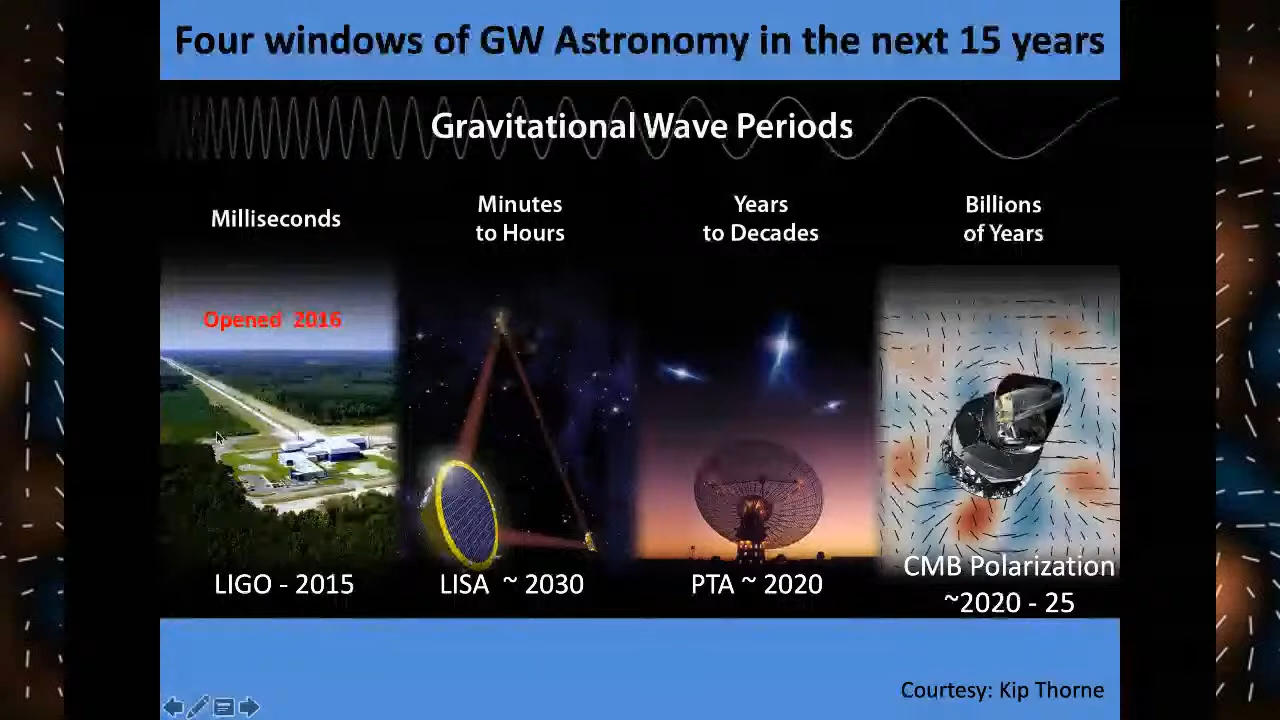 Four windows of GW Astronomy in the next 15 years
Gravitational Wave Periods
Milliseconds
Minutes
to Hours
Years
to Decades
Billions
of Years
Opened 2016
LIGO - 2015
LISA ~ 2030
PTA ~ 2020
CMB Polarization
~2020 - 25
Courtesy: Kip Thorne